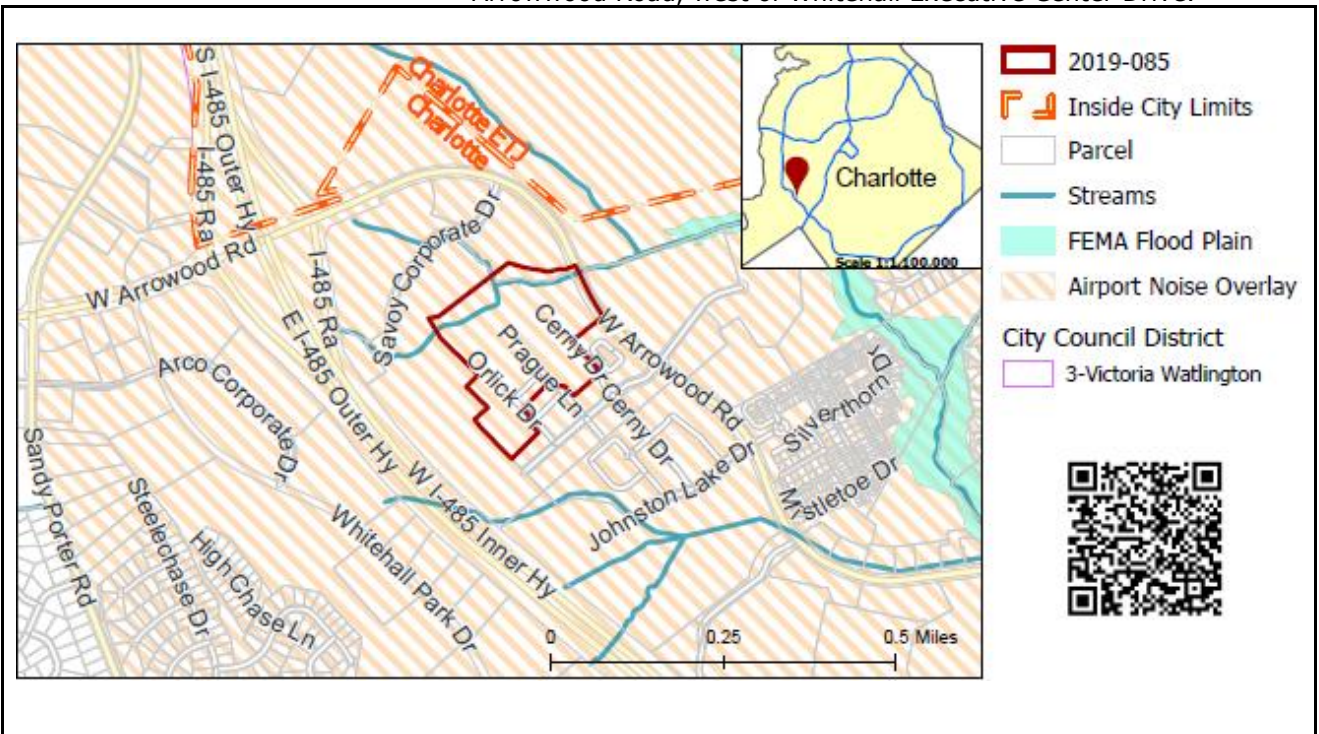 Arrowwood Road, west of Whitehall Executive Center Drive.
S I-485 Outer Hy
I-485 Ra
Charlotte ETJ
Charlotte
W Arrowood Rd
I-485 Ra
E I-485 Outer Hy
Savoy Corporate Dr
Cerny Dr
Prague Ln
Orlick Dr
W Arrowood Rd
Cerny Dr
Arco Corporate Dr
Silverthorn Dr
Mistletoe Dr
Johnston Lake Dr
W I-485 Inner Hy
Sandy Porter Rd
Steelechase Dr
High Chase Ln
Whitehall Park Dr
0 0.25 0.5 Miles
Charlotte
Scale 1:1,100,000
2019-085
Inside City Limits
Parcel
Streams
FEMA Flood Plain
Airport Noise Overlay
City Council District
3-Victoria Watlington